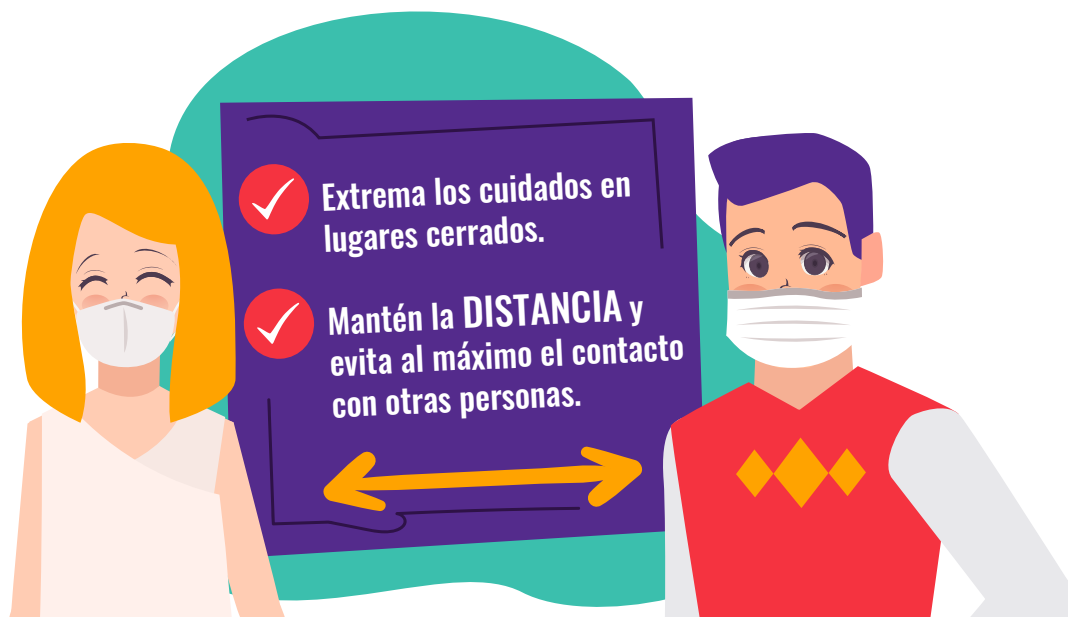 Extrema los cuidados en
lugares cerrados.
Mantén la DISTANCIA y
evita al máximo el contacto
con otras personas.